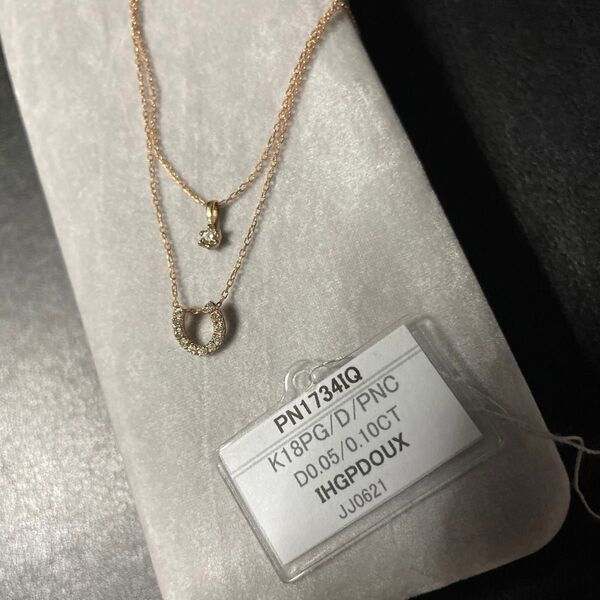 PN1734IQ
K18PG/D/PNC
D0.05/0.10CT
IHGPDOUX
JJ0621